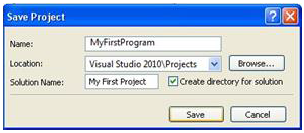 Save Project
Name: MyFirstProgram
Location: Visual Studio 2010\Projects Browse...
Solution Name: My First Project Create directory for solution
Save Cancel